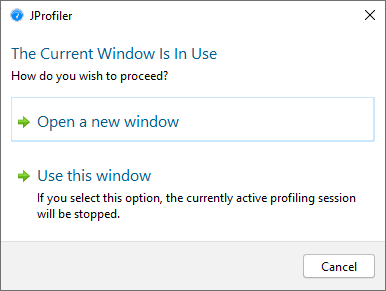 JProfiler
The Current Window Is In Use
How do you wish to proceed?
Open a new window
Use this window
If you select this option, the currently active profiling session
will be stopped.
Cancel